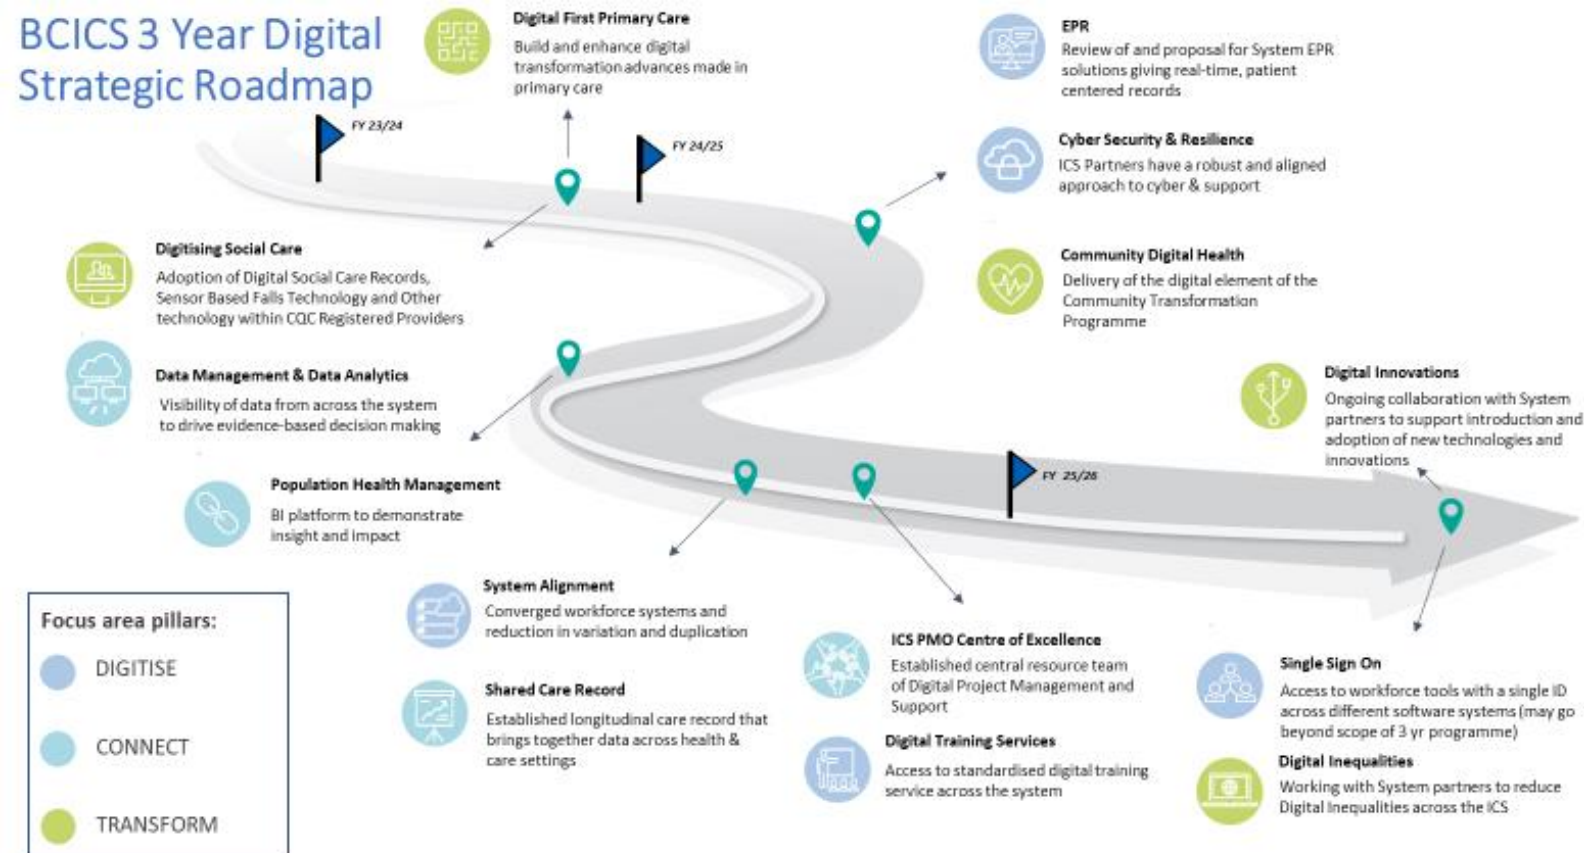 BCICS 3 Year Digital
Strategic Roadmap
Digital First Primary Care
Build and enhance digital
transformation advances made in
primary care
EPR
Review of and proposal for System EPR
solutions giving real-time, patient
centered records
FY 23/24
FY 24/25
Cyber Security & Resilience
ICS Partners have a robust and aligned
approach to cyber & support
Digitising Social Care
Adoption of Digital Social Care Records,
Sensor Based Falls Technology and Other
technology within CQC Registered Providers
Community Digital Health
Delivery of the digital element of the
Community Transformation
Programme
Data Management & Data Analytics
Visibility of data from across the system
to drive evidence-based decision making
Digital Innovations
Ongoing collaboration with System
partners to support introduction and
adoption of new technologies and
innovations
Population Health Management
BI platform to demonstrate
insight and impact
FY 25/26
System Alignment
Converged workforce systems and
reduction in variation and duplication
Shared Care Record
Established longitudinal care record that
brings together data across health &
care settings
ICS PMO Centre of Excellence
Established central resource team
of Digital Project Management and
Support
Digital Training Services
Access to standardised digital training
service across the system
Single Sign On
Access to workforce tools with a single ID
across different software systems (may go
beyond scope of 3 yr programme)
Digital Inequalities
Working with System partners to reduce
Digital Inequalities across the ICS
Focus area pillars:
DIGITISE
CONNECT
TRANSFORM